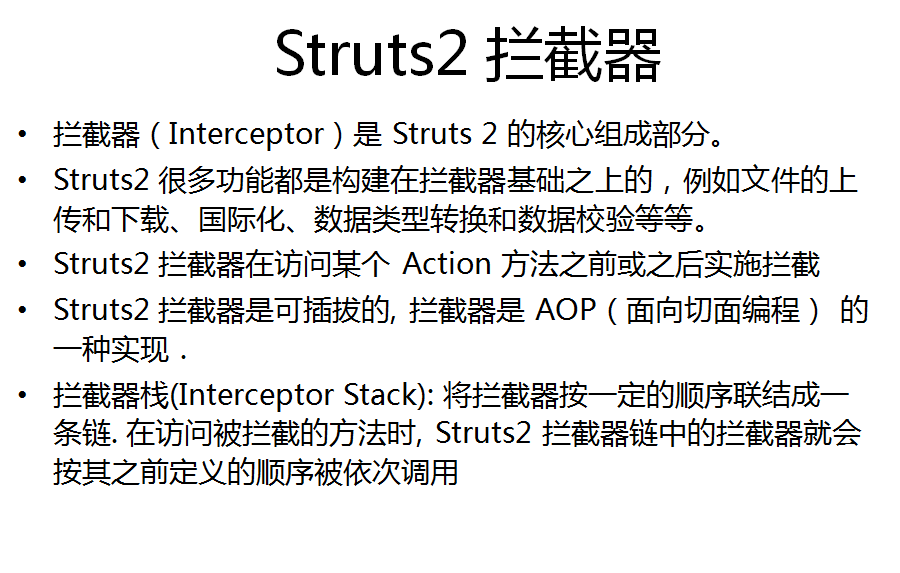 Struts2 拦截器
• 拦截器（Interceptor）是 Struts 2 的核心组成部分。
• Struts2 很多功能都是构建在拦截器基础之上的，例如文件的上
传和下载、国际化、数据类型转换和数据校验等等。
• Struts2 拦截器在访问某个 Action 方法之前或之后实施拦截
• Struts2 拦截器是可插拔的, 拦截器是 AOP（面向切面编程） 的
一种实现．
• 拦截器栈(Interceptor Stack): 将拦截器按一定的顺序联结成一
条链. 在访问被拦截的方法时, Struts2 拦截器链中的拦截器就会
按其之前定义的顺序被依次调用